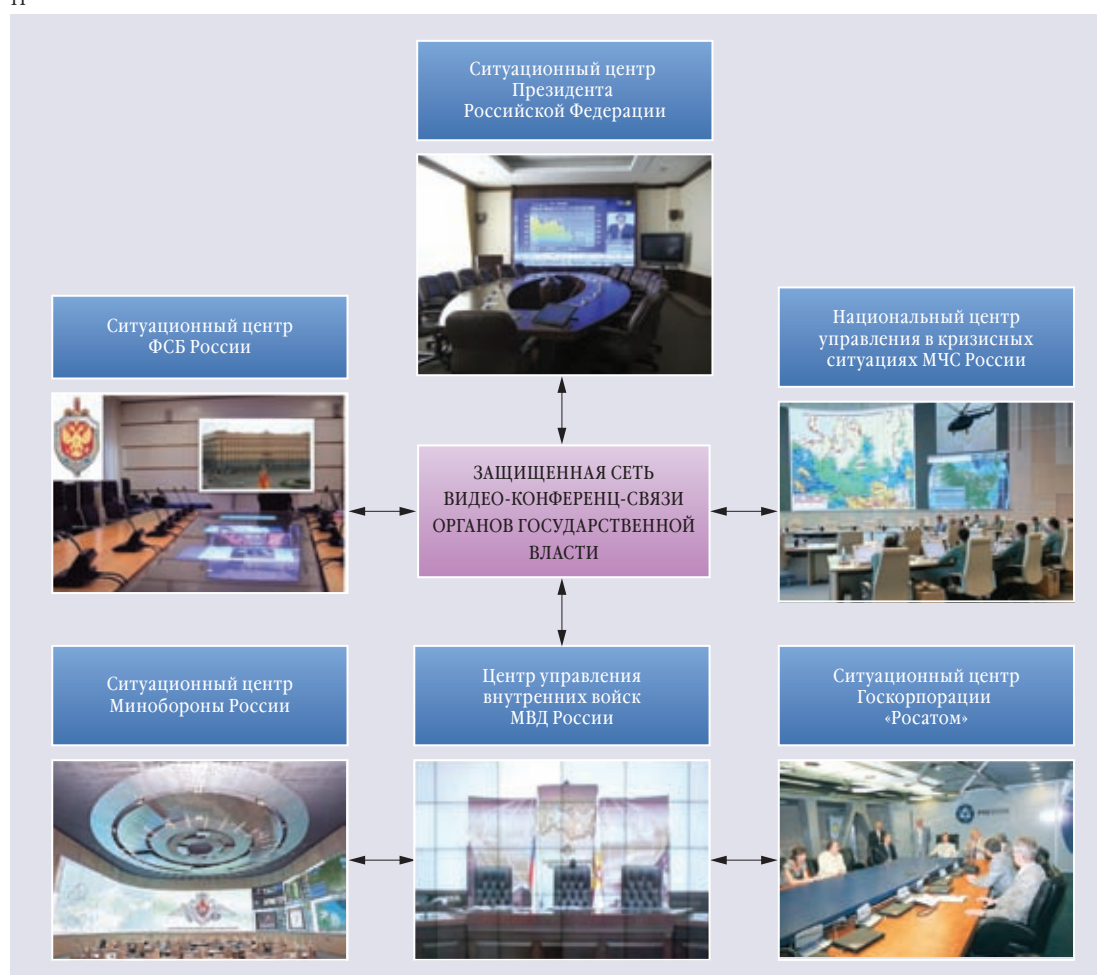 Ситуационный центр
Президента
Российской Федерации
Ситуационный центр
ФСБ России
Национальный центр
управления в кризисных
ситуациях МЧС России
ЗАЩИЩЕННАЯ СЕТЬ
ВИДЕО-КОНФЕРЕНЦ-СВЯЗИ
ОРГАНОВ ГОСУДАРСТВЕННОЙ
ВЛАСТИ
Ситуационный центр
Минобороны России
Центр управления
внутренних войск
МВД России
Ситуационный центр
Госкорпорации
«Росатом»